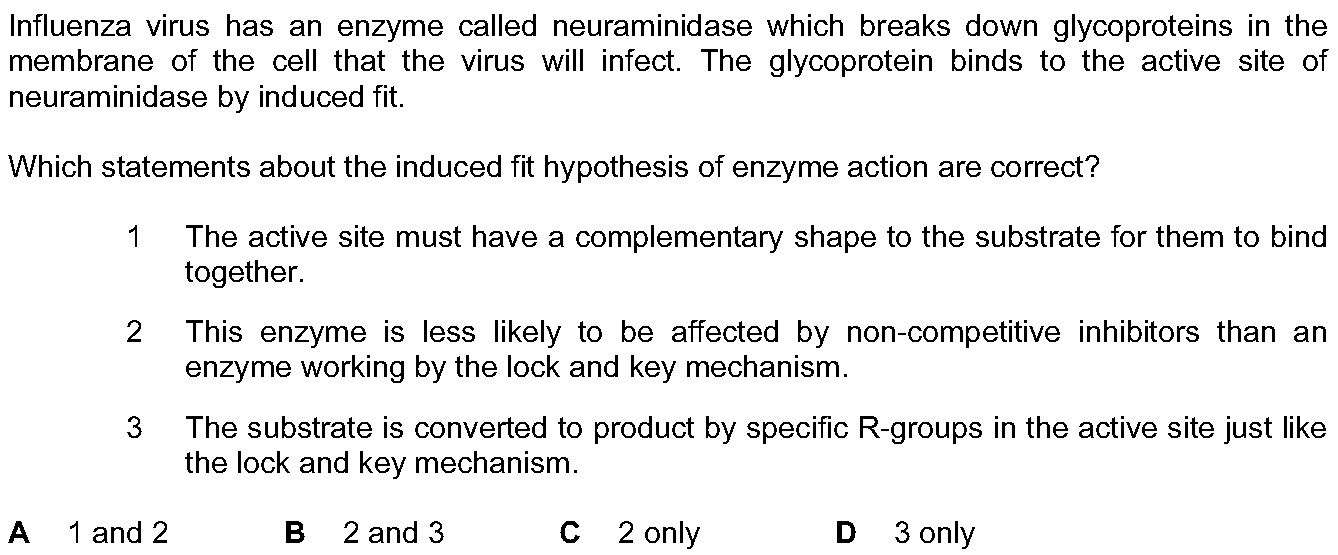 Influenza virus has an enzyme called neuraminidase which breaks down glycoproteins in the
membrane of the cell that the virus will infect. The glycoprotein binds to the active site of
neuraminidase by induced fit.
Which statements about the induced fit hypothesis of enzyme action are correct?
1 The active site must have a complementary shape to the substrate for them to bind
together.
2 This enzyme is less likely to be affected by non-competitive inhibitors than an
enzyme working by the lock and key mechanism.
3 The substrate is converted to product by specific R-groups in the active site just like
the lock and key mechanism.
A 1 and 2 B 2 and 3 C 2 only D 3 only